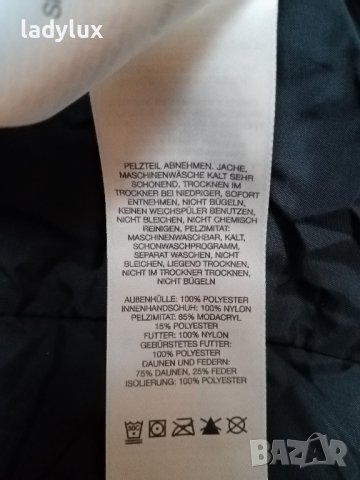 ladylux
PELZTEIL ABNEHMEN. JACHE,
MASCHINENWÄSCHE KALT SEHR
SCHONEND, TROCKNEN IM
TROCKNER BEI NIEDRIGER, SOFORT
ENTNEHMEN, NICHT BÜGELN.
KEINEN WEICHSPÜLER BENUTZEN,
NICHT BLEICHEN, NICHT CHEMISCH
REINIGEN, PELZIMITAT:
MASCHINENWASCHBAR, KALT,
SCHONWASCHPROGRAMM,
SEPARAT WASCHEN, NICHT
BLEICHEN, LIEGEND TROCKNEN,
NICHT IM TROCKNER TROCKNEN,
NICHT BÜGELN
AUßENHÜLLE: 100% POLYESTER
INNENHANDSCHUH: 100% NYLON
PELZIMITAT: 85% MODACRYL
15% POLYESTER
FUTTER: 100% NYLON
GEBÜRSTETES FUTTER:
100% POLYESTER
DAUNEN UND FEDERN:
75% DAUNEN, 25% FEDER
ISOLIERUNG: 100% POLYESTER
BAZAR